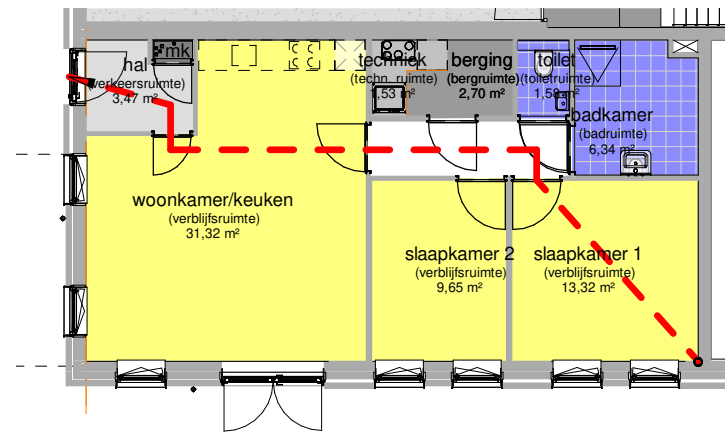 hal
(verkeersruimte)
3,47 m²
mk
techniek
(techn. ruimte)
,53 m²
berging
(bergruimte)
2,70 m²
toilet
(toiletruimte)
1,58 m²
badkamer
(badruimte)
6,34 m²
woonkamer/keuken
(verblijfsruimte)
31,32 m²
slaapkamer 2
(verblijfsruimte)
9,65 m²
slaapkamer 1
(verblijfsruimte)
13,32 m²